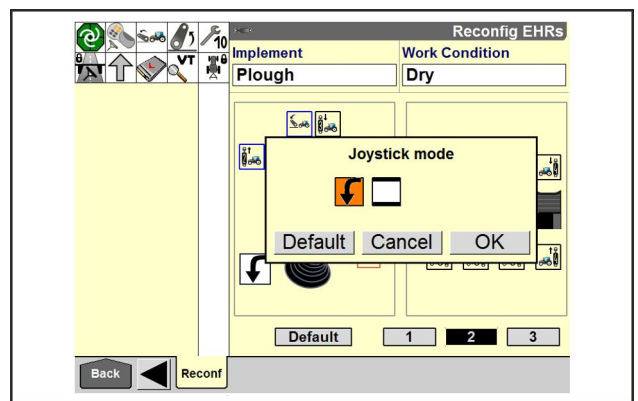 5
10
Reconfig EHRs
VT
Implement
Work Condition
Plough
Dry
Joystick mode
Default Cancel OK
Default 1 2 3
Back Reconf